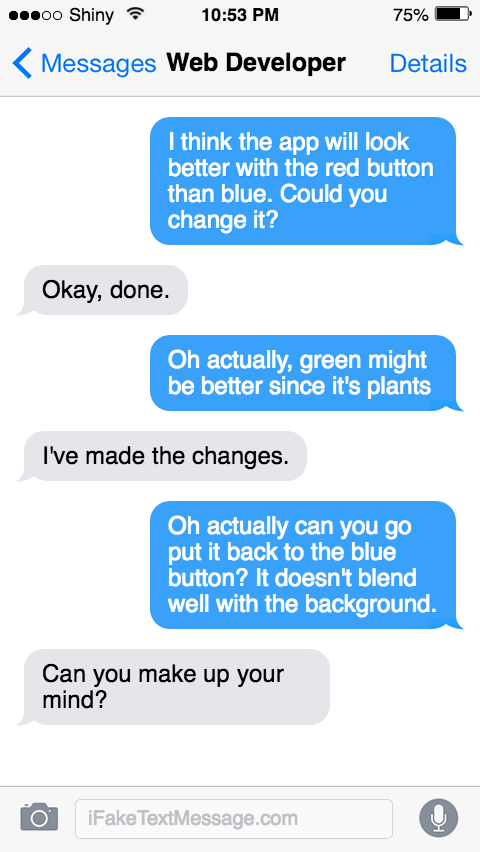 Shiny 10:53 PM 75%
Messages Web Developer Details
I think the app will look
better with the red button
than blue. Could you
change it?
Okay, done.
Oh actually, green might
be better since it's plants
I've made the changes.
Oh actually can you go
put it back to the blue
button? It doesn't blend
well with the background.
Can you make up your
mind?
iFakeTextMessage.com